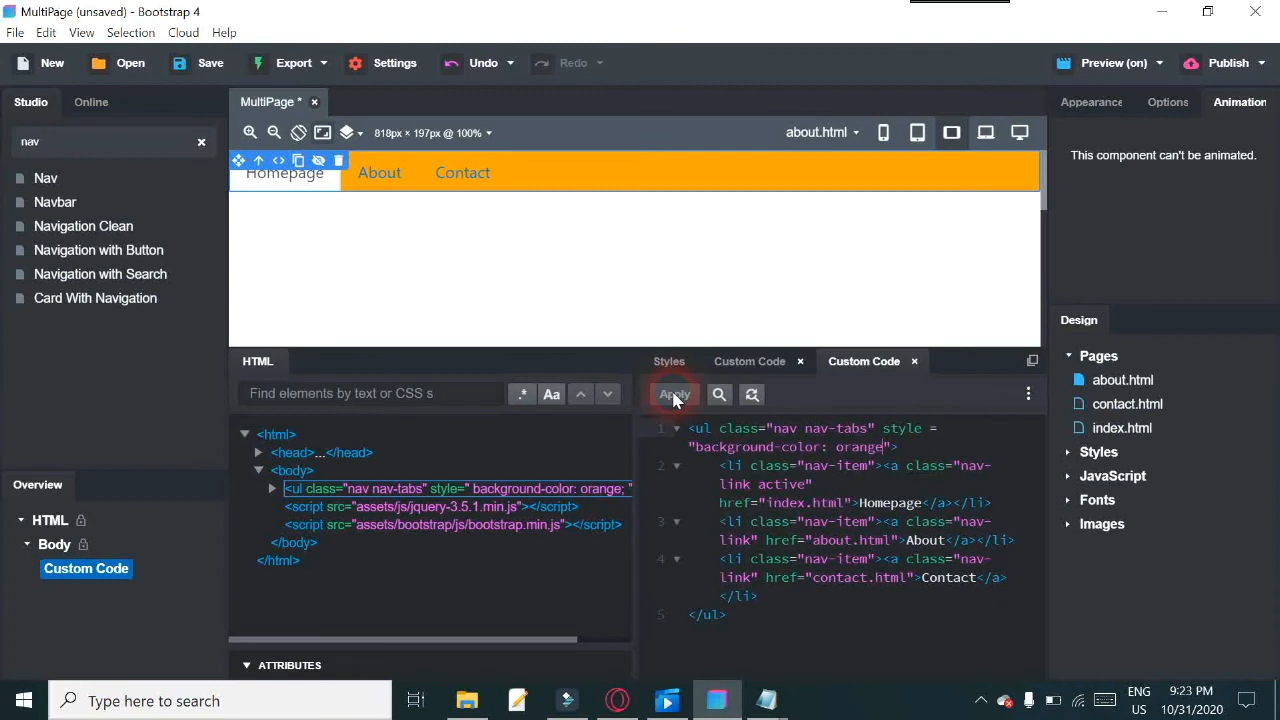 MultiPage (unsaved) - Bootstrap 4
File Edit View Selection Cloud Help
New Open Save Export Settings Undo Redo Preview (on) Publish
Studio Online
MultiPage *
Appearance Options Animation
nav
818px × 197px @ 100%
about.html
This component can't be animated.
Nav
Navbar
Navigation Clean
Navigation with Button
Navigation with Search
Card With Navigation
Homepage About Contact
Design
Pages
about.html
contact.html
index.html
Styles
JavaScript
Fonts
Images
HTML
Find elements by text or CSS s
.* Aa
<html>
<head>...</head>
<body>
<ul class="nav nav-tabs" style=" background-color: orange; "
<script src="assets/js/jquery-3.5.1.min.js"></script>
<script src="assets/bootstrap/js/bootstrap.min.js"></script>
</body>
</html>
ATTRIBUTES
Styles Custom Code Custom Code
Apply
1 <ul class="nav nav-tabs" style =
"background-color: orange">
2 <li class="nav-item"><a class="nav-
link active"
href="index.html">Homepage</a></li>
3 <li class="nav-item"><a class="nav-
link" href="about.html">About</a></li>
4 <li class="nav-item"><a class="nav-
link" href="contact.html">Contact</a>
</li>
5 </ul>
Overview
HTML
Body
Custom Code
Type here to search
ENG
US
9:23 PM
10/31/2020